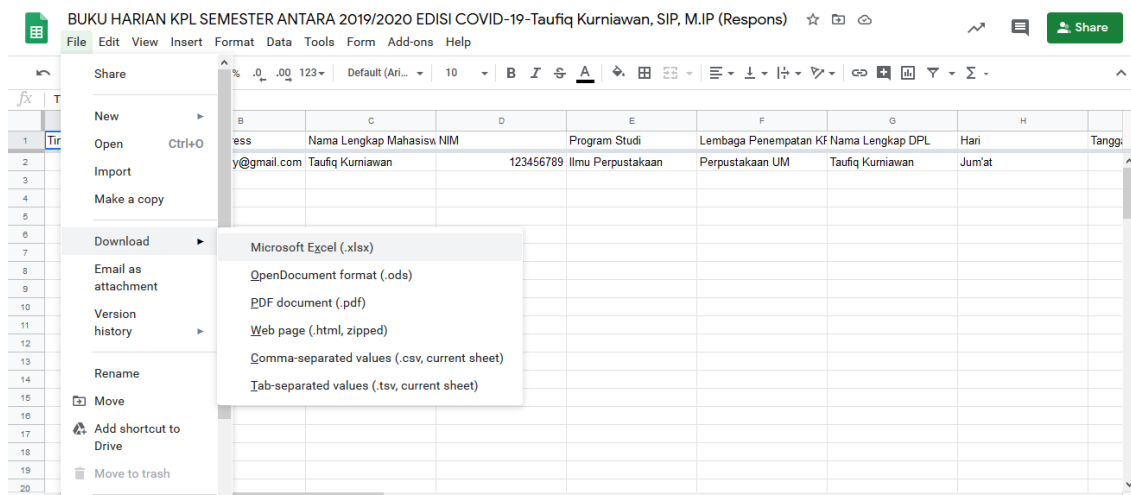 BUKU HARIAN KPL SEMESTER ANTARA 2019/2020 EDISI COVID-19-Taufiq Kurniawan, SIP, M.IP (Respons)
File Edit View Insert Format Data Tools Form Add-ons Help
Share
% .0 .00 123 Default (Ari... 10 B I S A
fx T
B C D E F G H
1 Tir ress Nama Lengkap Mahasisw NIM Program Studi Lembaga Penempatan KF Nama Lengkap DPL Hari Tangga
2 y@gmail.com Taufiq Kurniawan 123456789 Ilmu Perpustakaan Perpustakaan UM Taufiq Kurniawan Jum'at
3
4
5
6
7
8
9
10
11
12
13
14
15
16
17
18
19
20
Share
New
Open Ctrl+O
Import
Make a copy
Download
Email as
attachment
Version
history
Rename
Move
Add shortcut to
Drive
Move to trash
Microsoft Excel (.xlsx)
OpenDocument format (.ods)
PDF document (.pdf)
Web page (.html, zipped)
Comma-separated values (.csv, current sheet)
Tab-separated values (.tsv, current sheet)